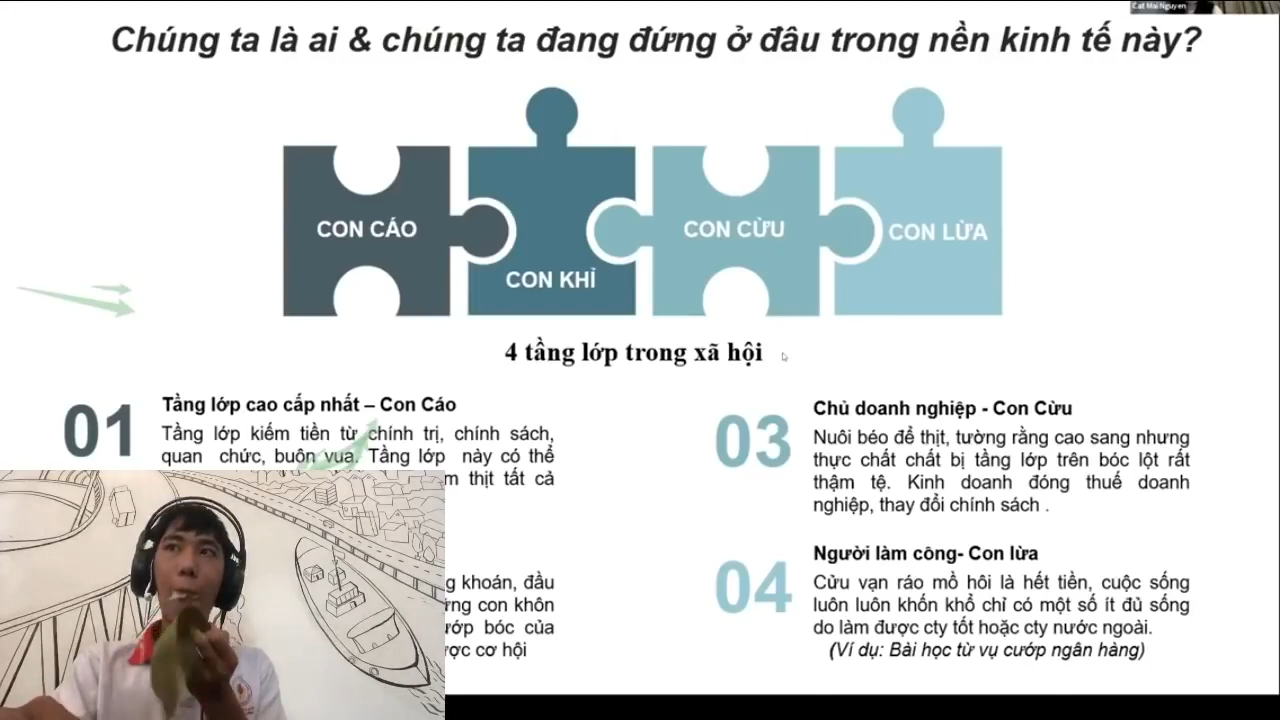 Cat Mai Nguyen
Chúng ta là ai & chúng ta đang đứng ở đâu trong nền kinh tế này?
CON CÁO
CON KHỈ
CON CỪU
CON LỪA
4 tầng lớp trong xã hội
01
Tầng lớp cao cấp nhất – Con Cáo
Tầng lớp kiếm tiền từ chính trị, chính sách,
quan chức, buôn vua. Tầng lớp này có thể
thịt tất cả
khoán, đầu
con khôn
bóc của
cơ hội
03
Chủ doanh nghiệp - Con Cừu
Nuôi béo để thịt, tường rằng cao sang nhưng
thực chất chất bị tầng lớp trên bóc lột rất
thậm tệ. Kinh doanh đóng thuế doanh
nghiệp, thay đổi chính sách .
04
Người làm công- Con lừa
Cửu vạn ráo mồ hôi là hết tiền, cuộc sống
luôn luôn khốn khổ chỉ có một số ít đủ sống
do làm được cty tốt hoặc cty nước ngoài.
(Ví dụ: Bài học từ vụ cướp ngân hàng)